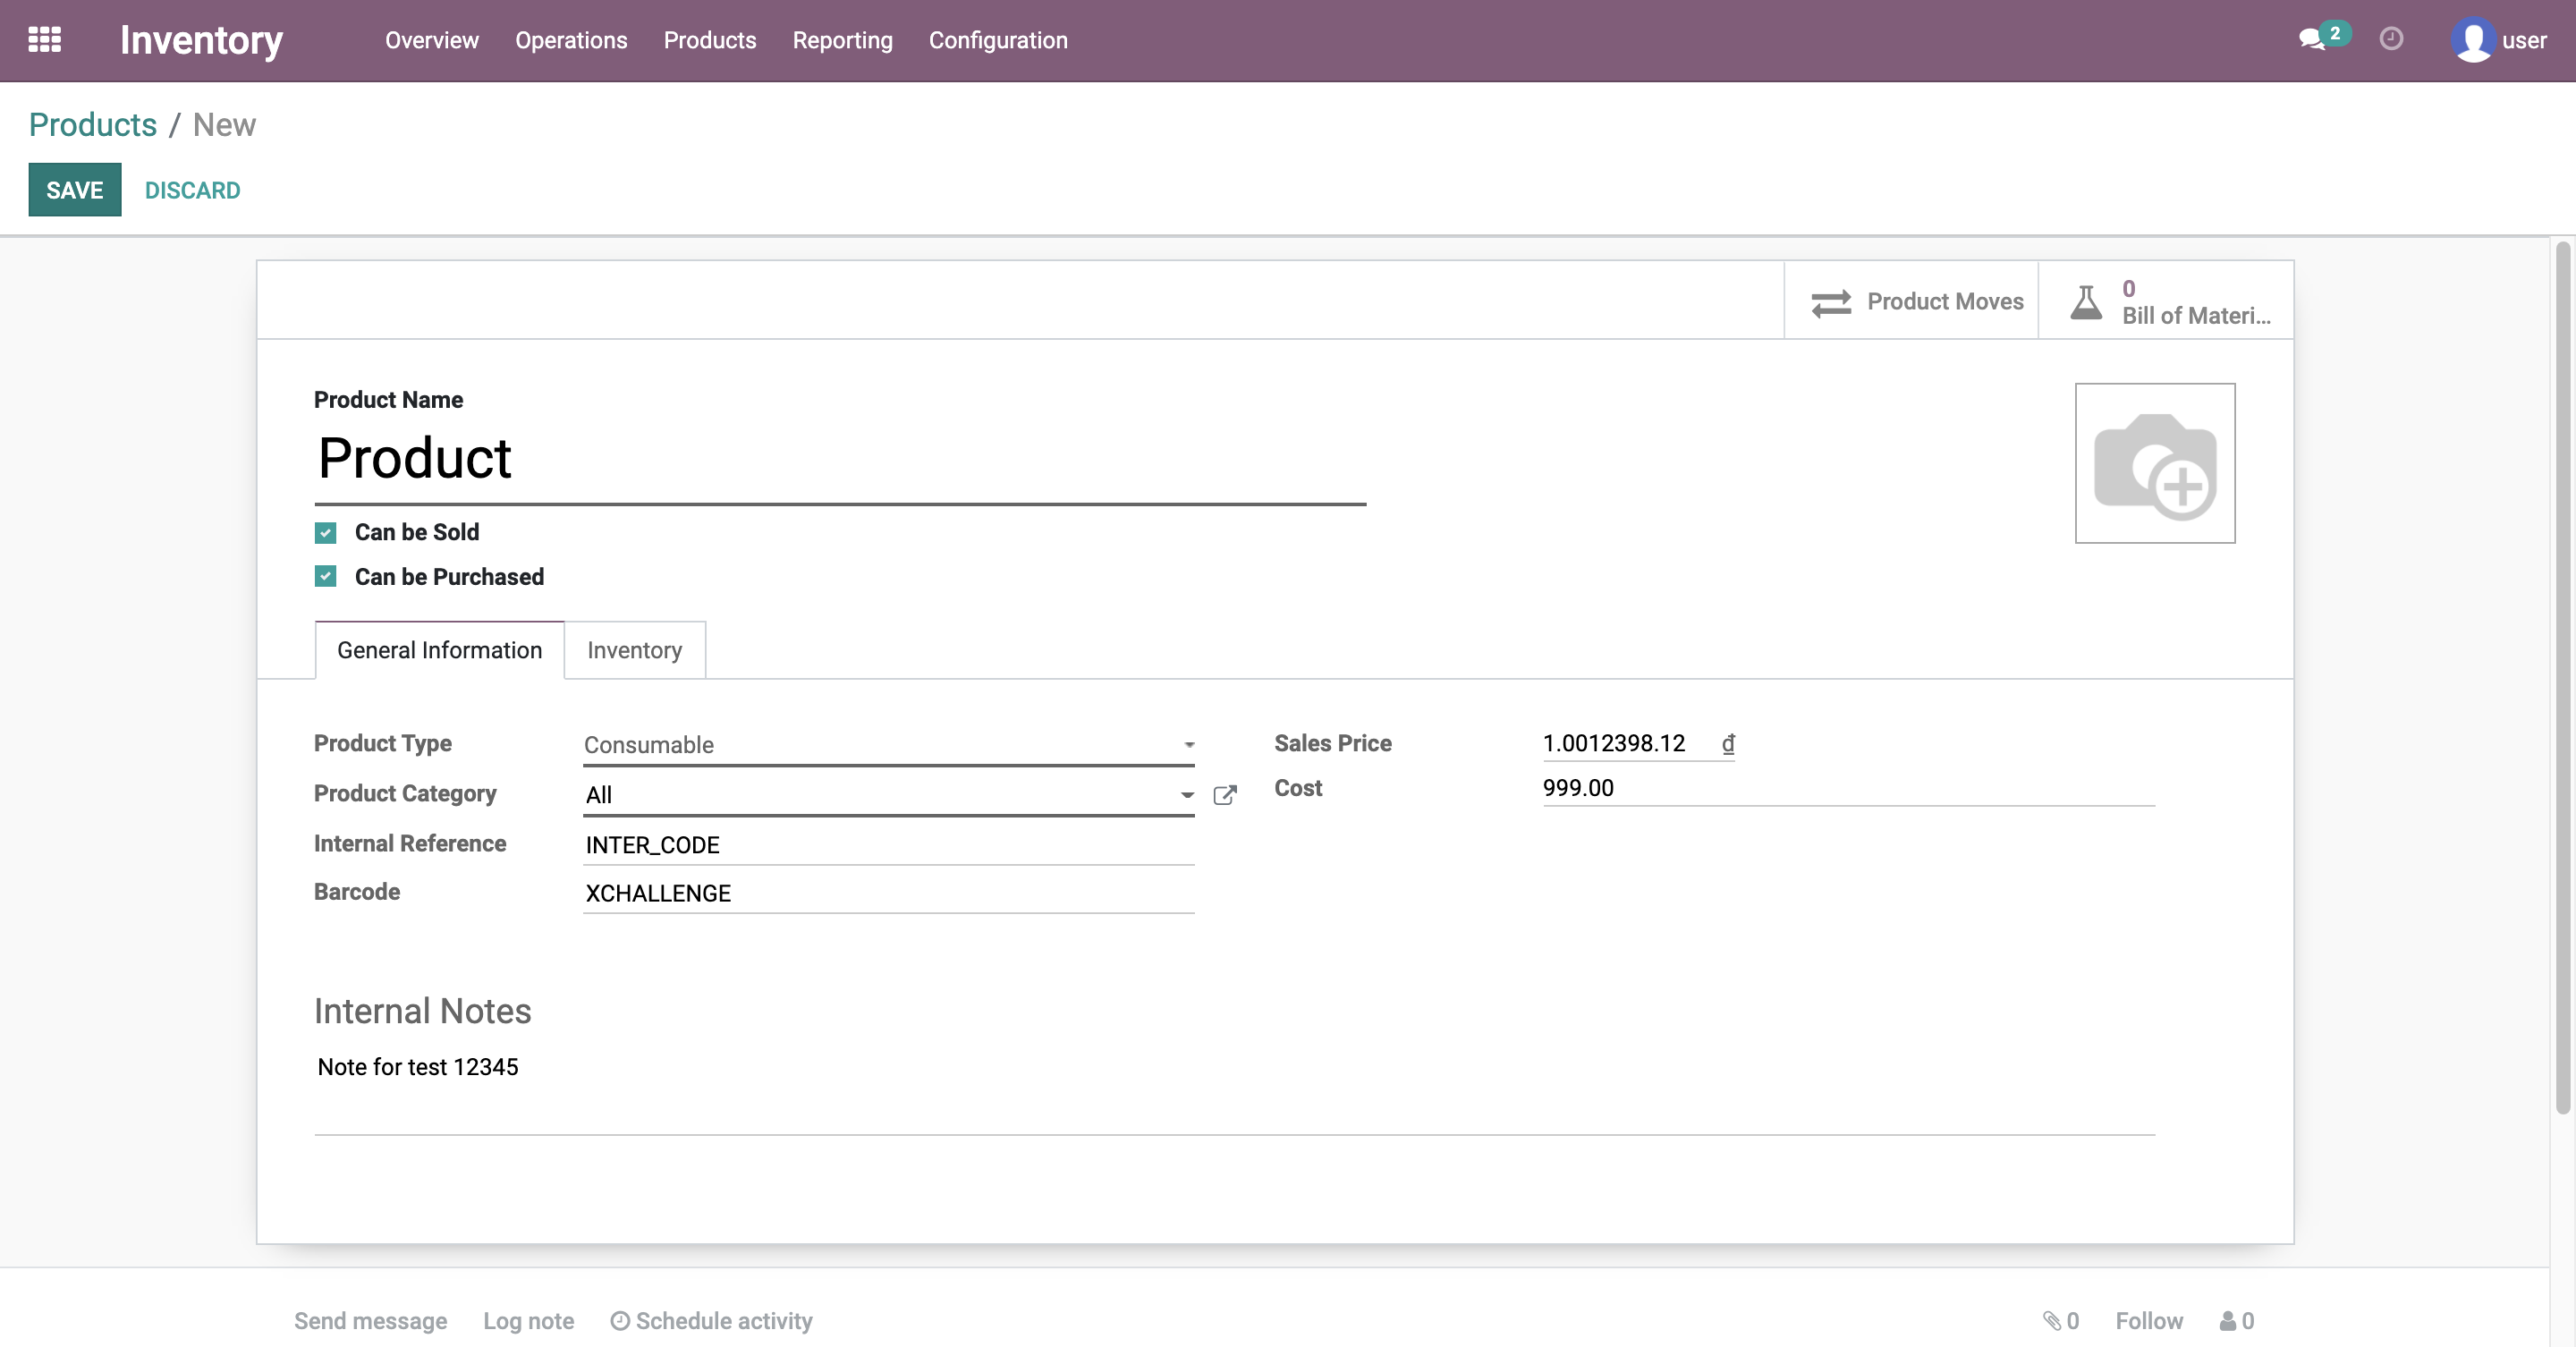 Inventory Overview Operations Products Reporting Configuration 2 user
Products / New
SAVE DISCARD
Product Moves
0
Bill of Materi...
Product Name
Product
Can be Sold
Can be Purchased
General Information Inventory
Product Type Consumable Sales Price 1.0012398.12 ₫
Product Category All Cost 999.00
Internal Reference INTER_CODE
Barcode XCHALLENGE
Internal Notes
Note for test 12345
Send message Log note Schedule activity 0 Follow 0